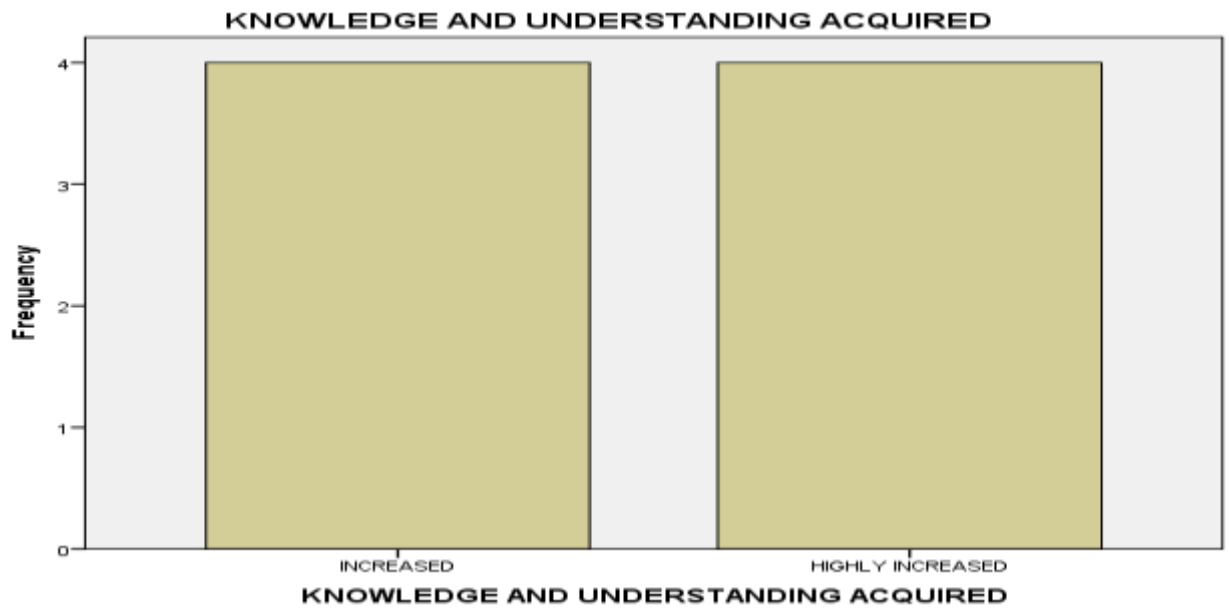 KNOWLEDGE AND UNDERSTANDING ACQUIRED
4
3
2
1
0
Frequency
INCREASED
HIGHLY INCREASED
KNOWLEDGE AND UNDERSTANDING ACQUIRED